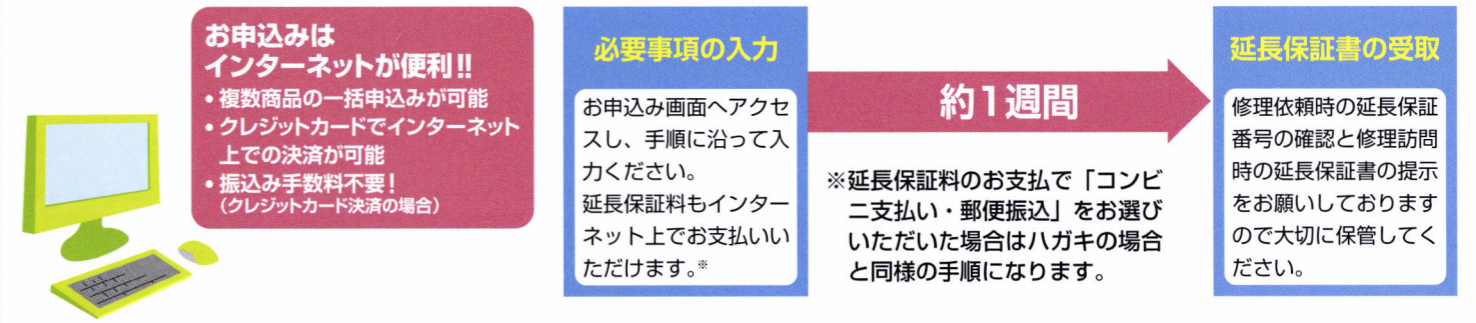 お申込みは
インターネットが便利!!
•複数商品の一括申込みが可能
•クレジットカードでインターネット
上での決済が可能
•振込み手数料不要!
(クレジットカード決済の場合)
必要事項の入力
お申込み画面へアクセ
スし、手順に沿って入
力ください。
延長保証料もインター
ネット上でお支払いい
ただけます。※
約1週間
※延長保証料のお支払で「コンビ
ニ支払い・郵便振込」をお選び
いただいた場合はハガキの場合
と同様の手順になります。
延長保証書の受取
修理依頼時の延長保証
番号の確認と修理訪問
時の延長保証書の提示
をお願いしております
ので大切に保管してく
ださい。